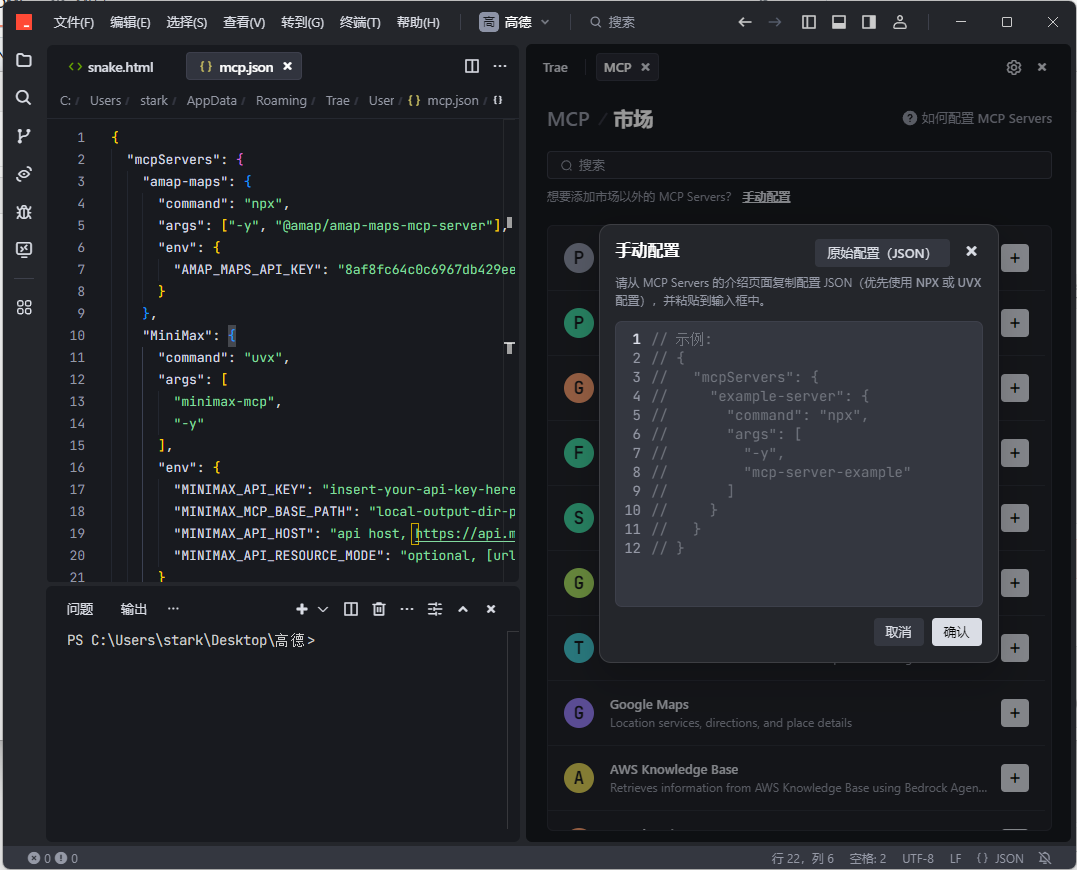 文件(F) 编辑(E) 选择(S) 查看(V) 转到(G) 终端(T) 帮助(H) 高 高德 搜索
<> snake.html {} mcp.json
C: / Users / stark / AppData / Roaming / Trae / User / {} mcp.json / {}
1 {
2 "mcpServers": {
3 "amap-maps": {
4 "command": "npx",
5 "args": ["-y", "@amap/amap-maps-mcp-server"],
6 "env": {
7 "AMAP_MAPS_API_KEY": "8af8fc64c0c6967db429ee
8 }
9 },
10 "MiniMax": {
11 "command": "uvx",
12 "args": [
13 "minimax-mcp",
14 "-y"
15 ],
16 "env": {
17 "MINIMAX_API_KEY": "insert-your-api-key-here
18 "MINIMAX_MCP_BASE_PATH": "local-output-dir-p
19 "MINIMAX_API_HOST": "api host, https://api.m
20 "MINIMAX_API_RESOURCE_MODE": "optional, [url
21 }
问题 输出 ···
PS C:\Users\stark\Desktop\高德>
Trae MCP
MCP / 市场 如何配置 MCP Servers
搜索
想要添加市场以外的 MCP Servers? 手动配置
P
P
G
F
S
G
T
手动配置 原始配置（JSON）
请从 MCP Servers 的介绍页面复制配置 JSON（优先使用 NPX 或 UVX
配置），并粘贴到输入框中。
1 // 示例:
2 // {
3 // "mcpServers": {
4 // "example-server": {
5 // "command": "npx",
6 // "args": [
7 // "-y",
8 // "mcp-server-example"
9 // ]
10 // }
11 // }
12 // }
取消 确认
G Google Maps
Location services, directions, and place details
A AWS Knowledge Base
Retrieves information from AWS Knowledge Base using Bedrock Agen...
0 0 行 22，列 6 空格: 2 UTF-8 LF {} JSON